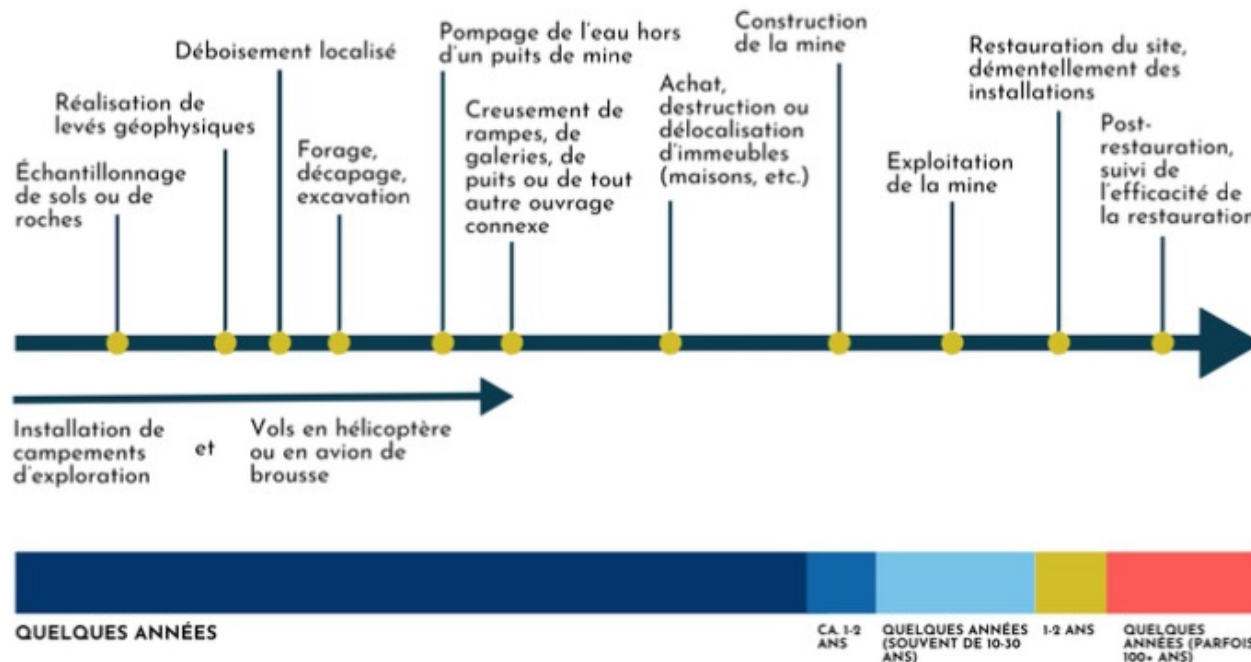 Échantillonnage
de sols ou de
roches
Réalisation de
levés géophysiques
Déboisement localisé
Forage,
décapage,
excavation
Pompage de l'eau hors
d'un puits de mine
Creusement de
rampes, de
galeries, de
puits ou de tout
autre ouvrage
connexe
Achat,
destruction ou
délocalisation
d'immeubles
(maisons, etc.)
Construction
de la mine
Exploitation
de la mine
Restauration du site,
démentellement des
installations
Post-
restauration,
suivi de
l'efficacité de
la restauration
Installation de
campements
d'exploration
et
Vols en hélicoptère
ou en avion de
brousse
QUELQUES ANNÉES
CA. 1-2
ANS
QUELQUES ANNÉES
(SOUVENT DE 10-30
ANS)
1-2 ANS
QUELQUES
ANNÉES (PARFOIS
100+ ANS)